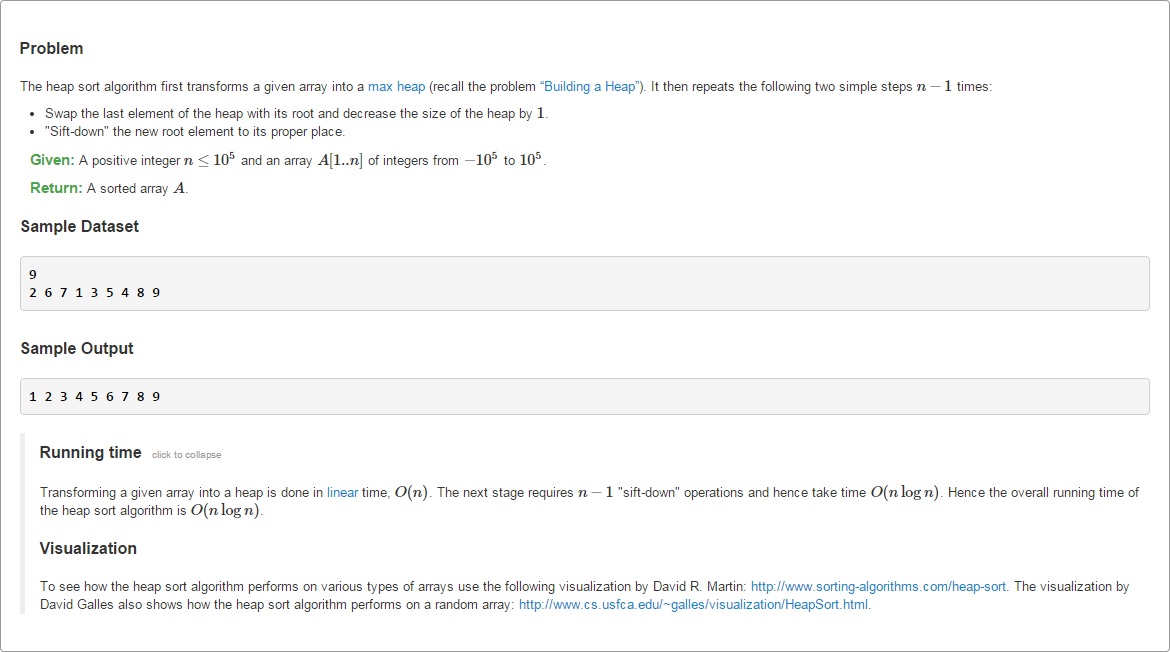 Problem
The heap sort algorithm first transforms a given array into a max heap (recall the problem “Building a Heap”). It then repeats the following two simple steps n − 1 times:
• Swap the last element of the heap with its root and decrease the size of the heap by 1.
• "Sift-down" the new root element to its proper place.
Given: A positive integer n ≤ 10⁵ and an array A[1..n] of integers from −10⁵ to 10⁵.
Return: A sorted array A.
Sample Dataset
9
2 6 7 1 3 5 4 8 9
Sample Output
1 2 3 4 5 6 7 8 9
Running time click to collapse
Transforming a given array into a heap is done in linear time, O(n). The next stage requires n − 1 "sift-down" operations and hence take time O(n log n). Hence the overall running time of
the heap sort algorithm is O(n log n).
Visualization
To see how the heap sort algorithm performs on various types of arrays use the following visualization by David R. Martin: http://www.sorting-algorithms.com/heap-sort. The visualization by
David Galles also shows how the heap sort algorithm performs on a random array: http://www.cs.usfca.edu/~galles/visualization/HeapSort.html.